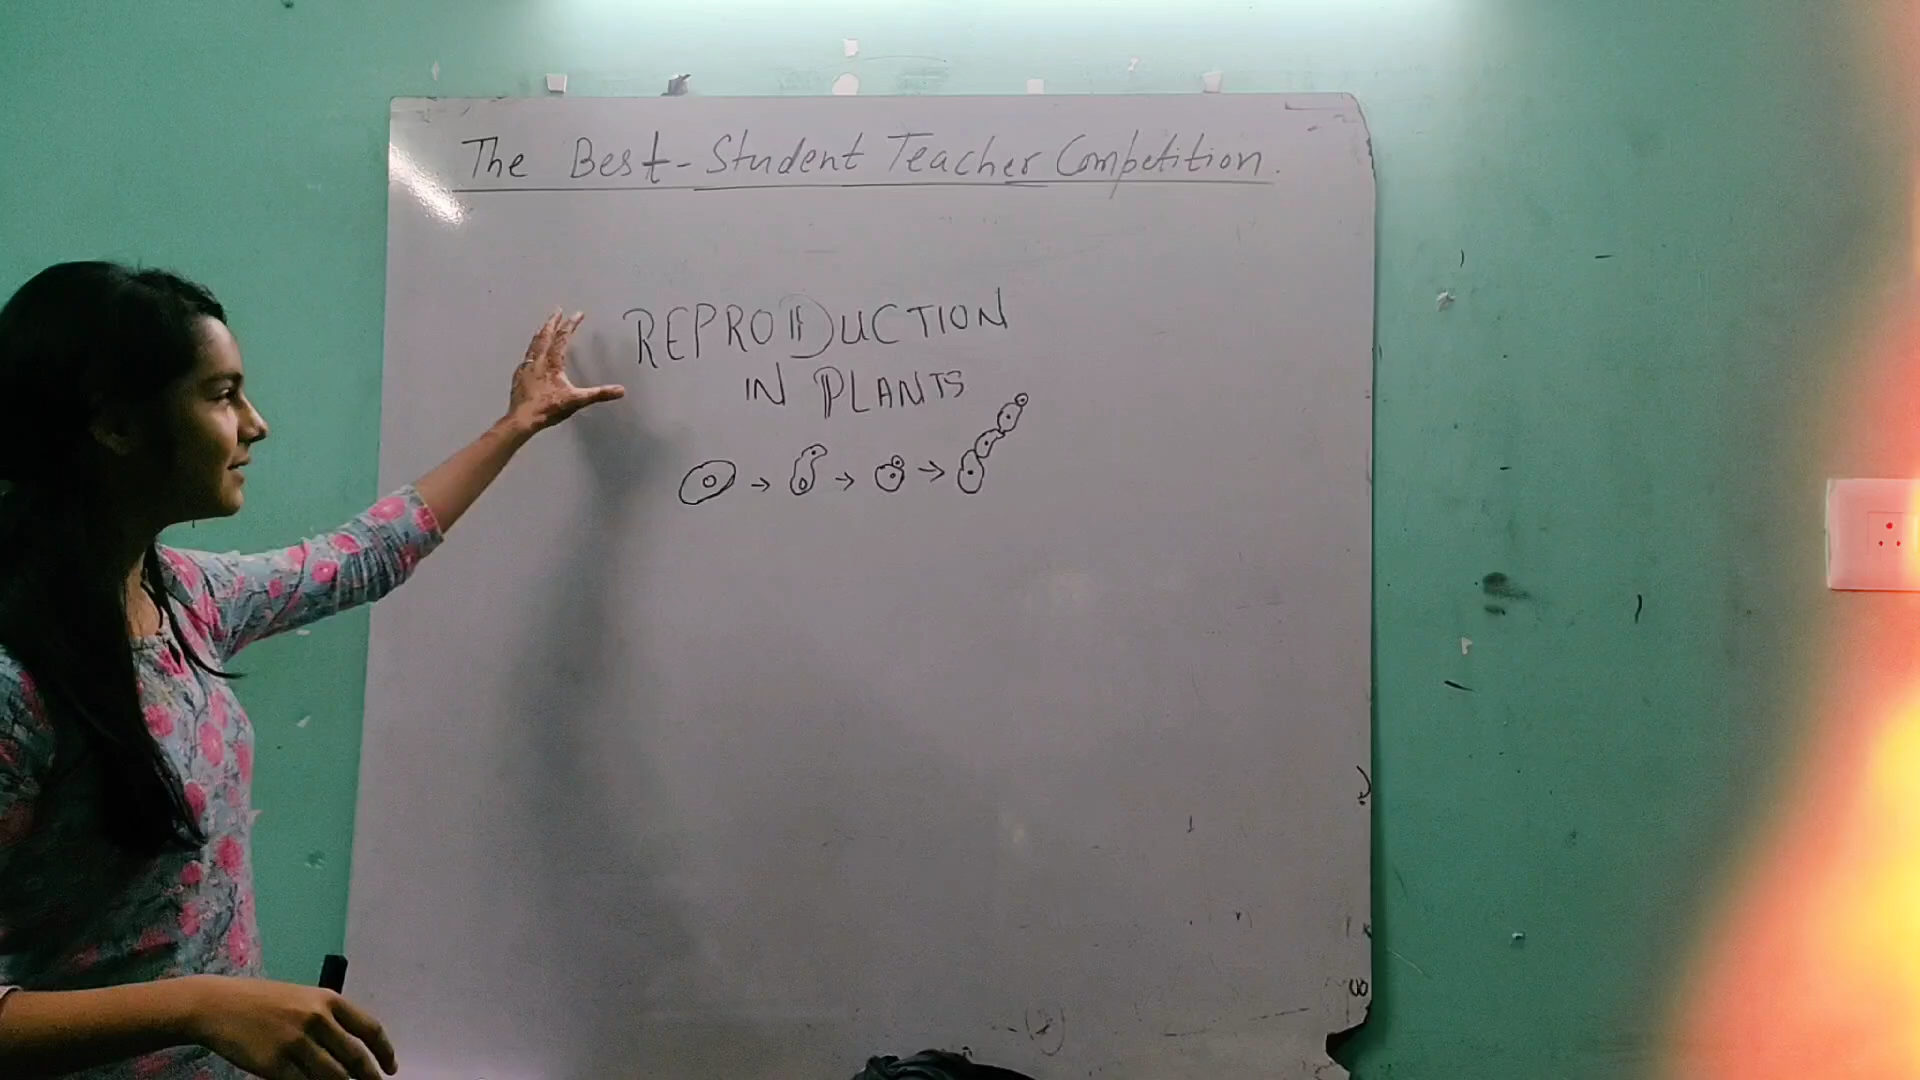 The Best-Student Teacher Competition.
REPRODUCTION
IN PLANTS